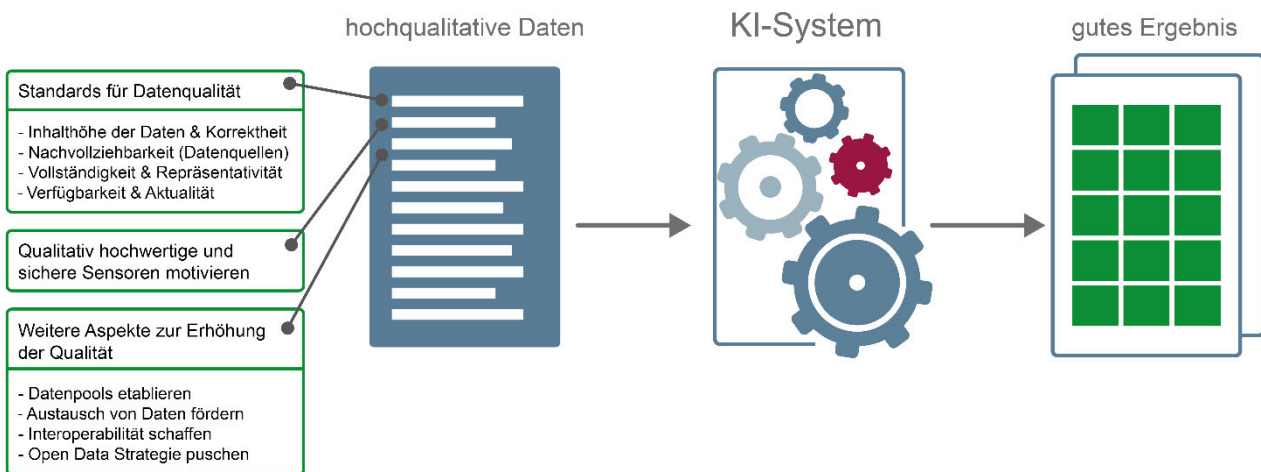 hochqualitative Daten
KI-System
gutes Ergebnis
Standards für Datenqualität
- Inhalthöhe der Daten & Korrektheit
- Nachvollziehbarkeit (Datenquellen)
- Vollständigkeit & Repräsentativität
- Verfügbarkeit & Aktualität
Qualitativ hochwertige und
sichere Sensoren motivieren
Weitere Aspekte zur Erhöhung
der Qualität
- Datenpools etablieren
- Austausch von Daten fördern
- Interoperabilität schaffen
- Open Data Strategie puschen